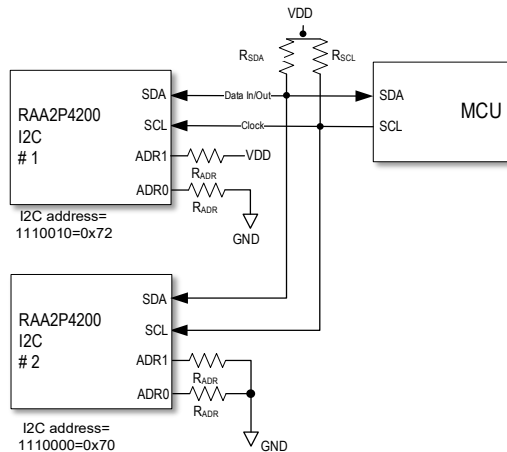 VDD
RSDA
RSCL
RAA2P4200
I2C
# 1
SDA
SCL
ADR1
ADR0
Data In/Out
Clock
RADR
VDD
RADR
GND
SDA
SCL
MCU
I2C address=
1110010=0x72
RAA2P4200
I2C
# 2
SDA
SCL
ADR1
ADR0
RADR
RADR
GND
I2C address=
1110000=0x70